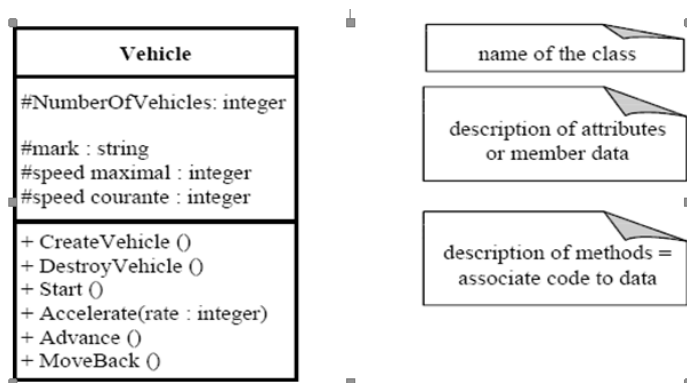 Vehicle
#NumberOfVehicles: integer
#mark : string
#speed maximal : integer
#speed courante : integer
+ CreateVehicle ()
+ DestroyVehicle ()
+ Start ()
+ Accelerate(rate : integer)
+ Advance ()
+ MoveBack ()
name of the class
description of attributes
or member data
description of methods =
associate code to data